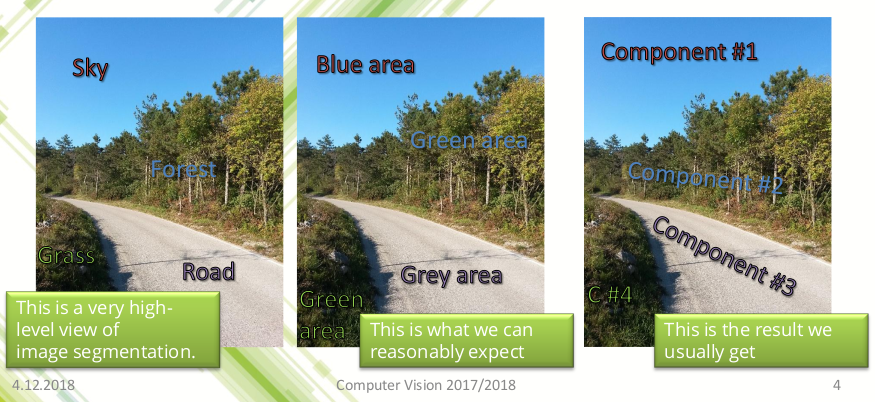 Sky
Forest
Grass
Road
This is a very high-
level view of
image segmentation.
Blue area
Green area
Grey area
Green
area
This is what we can
reasonably expect
Component #1
Component #2
Component #3
C #4
This is the result we
usually get
4.12.2018
Computer Vision 2017/2018
4